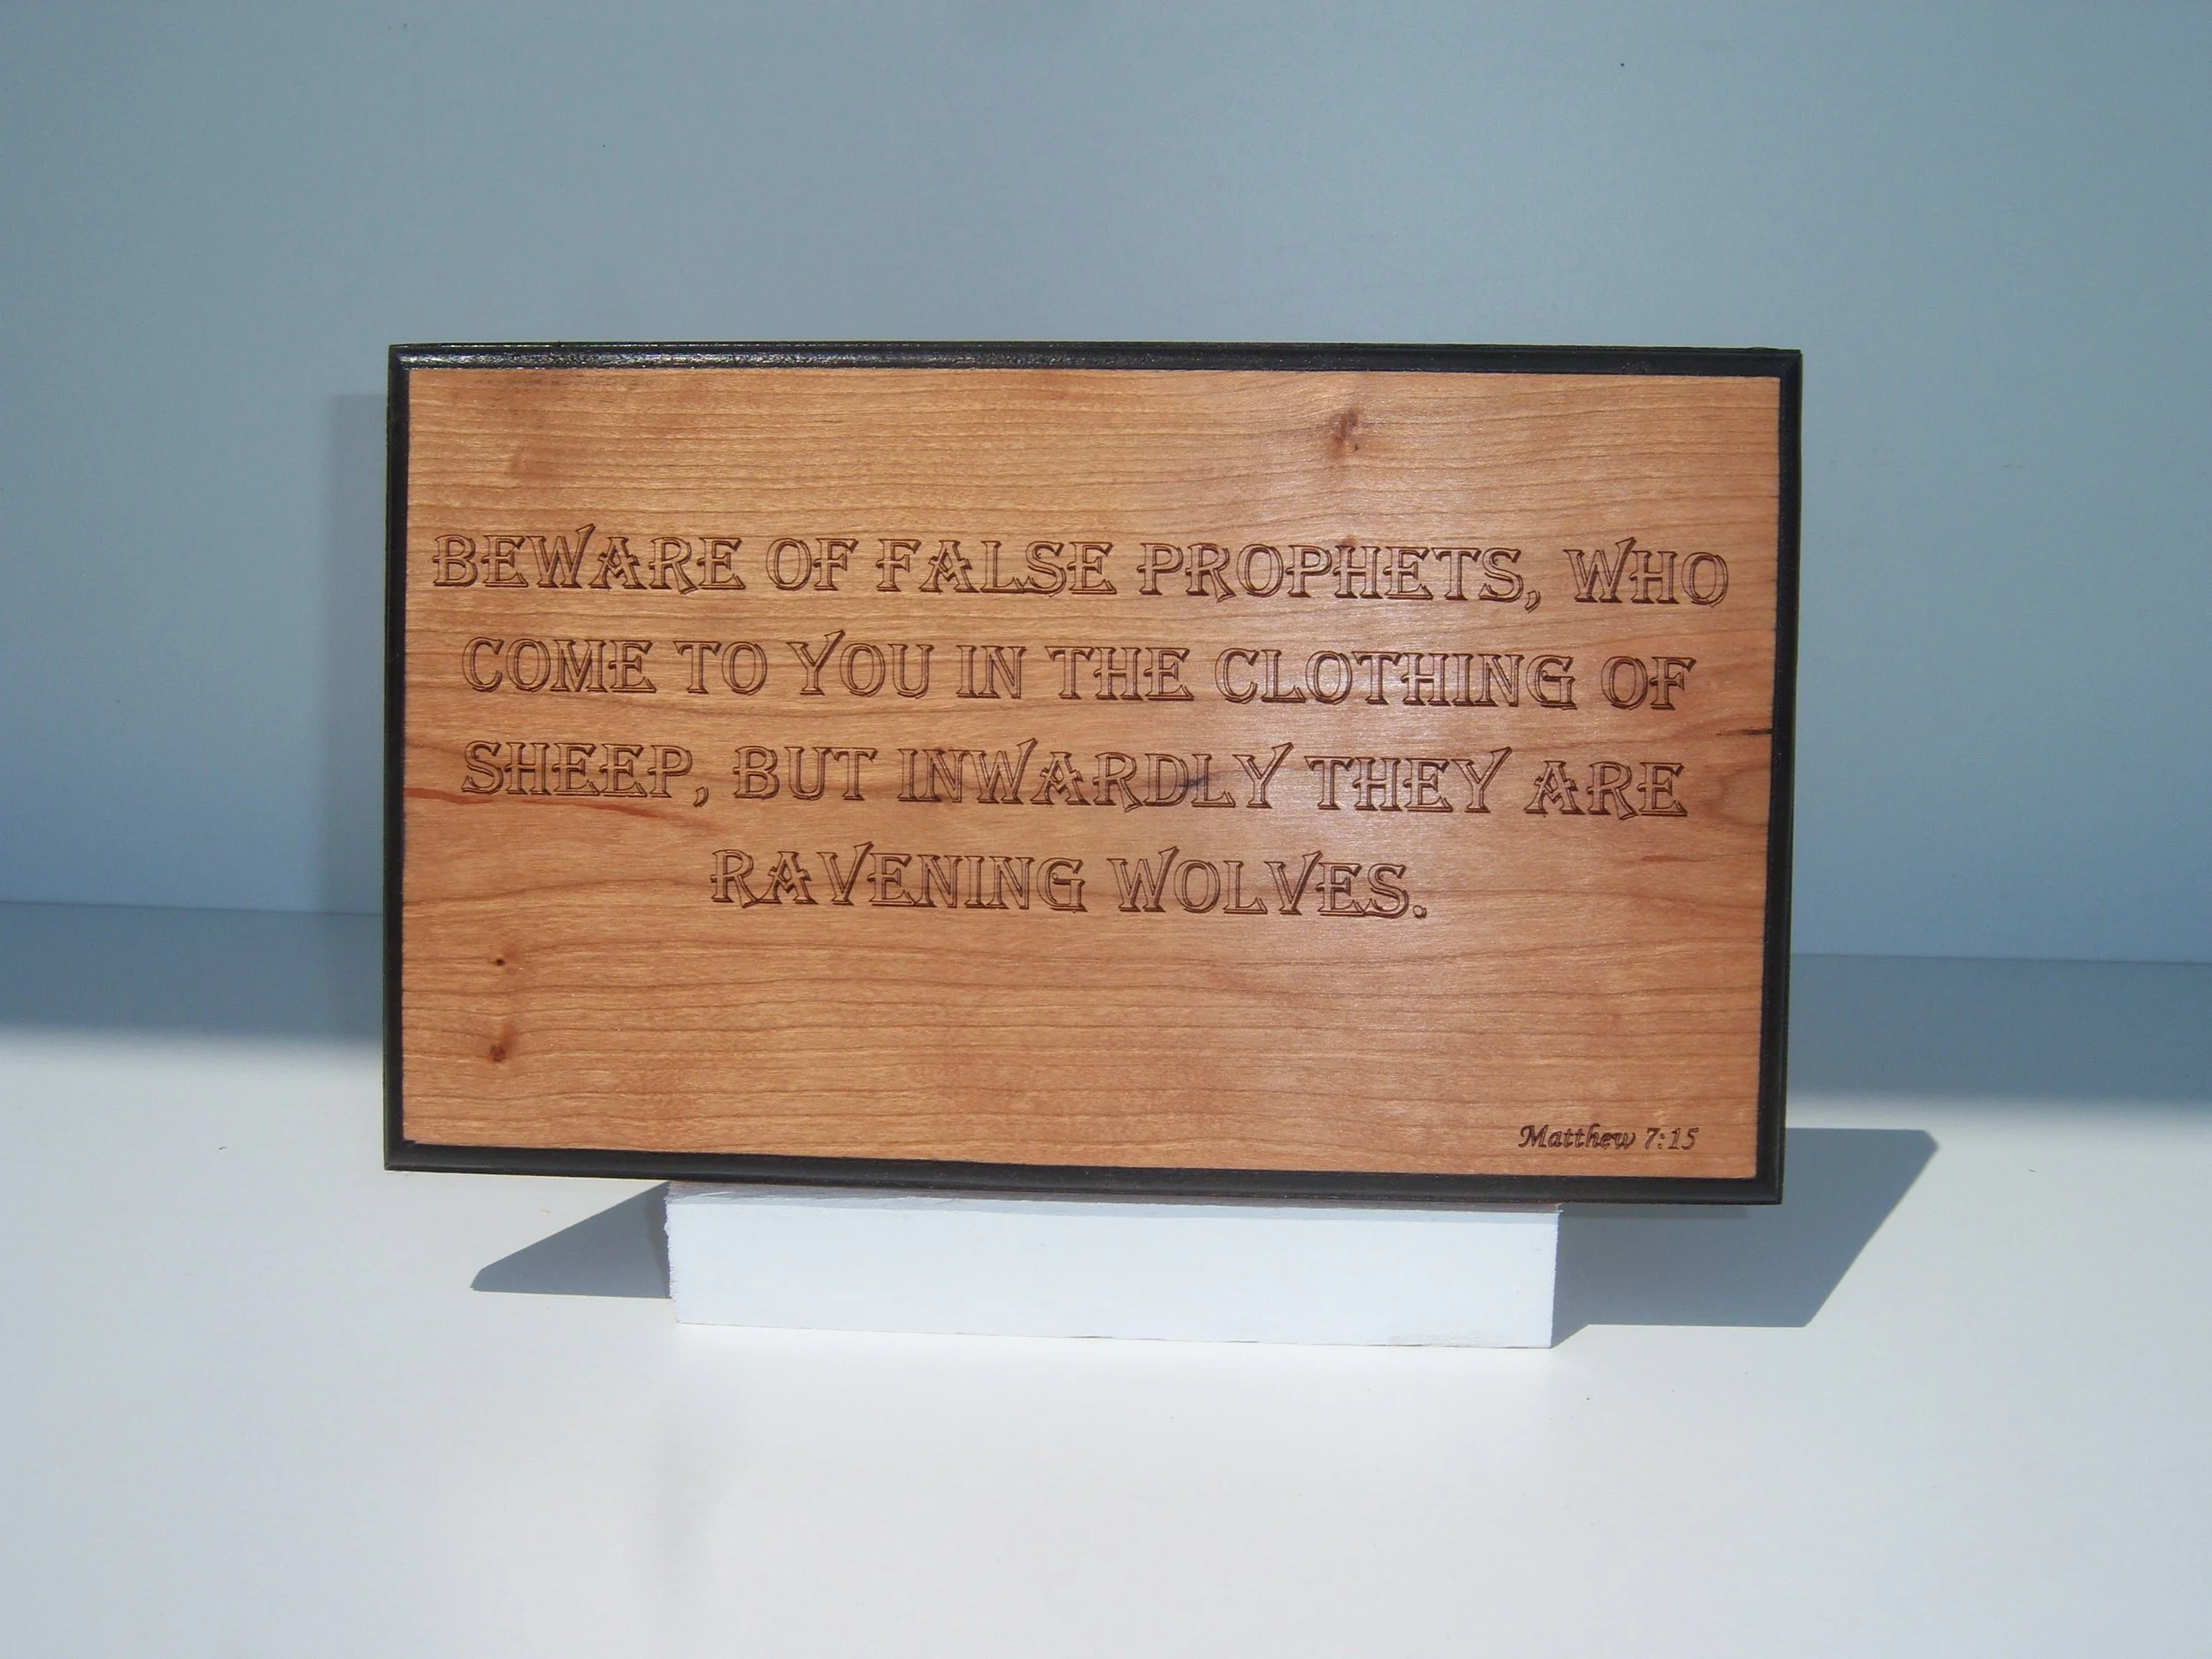 BEWARE OF FALSE PROPHETS, WHO
COME TO YOU IN THE CLOTHING OF
SHEEP, BUT INWARDLY THEY ARE
RAVENING WOLVES.
Matthew 7:15